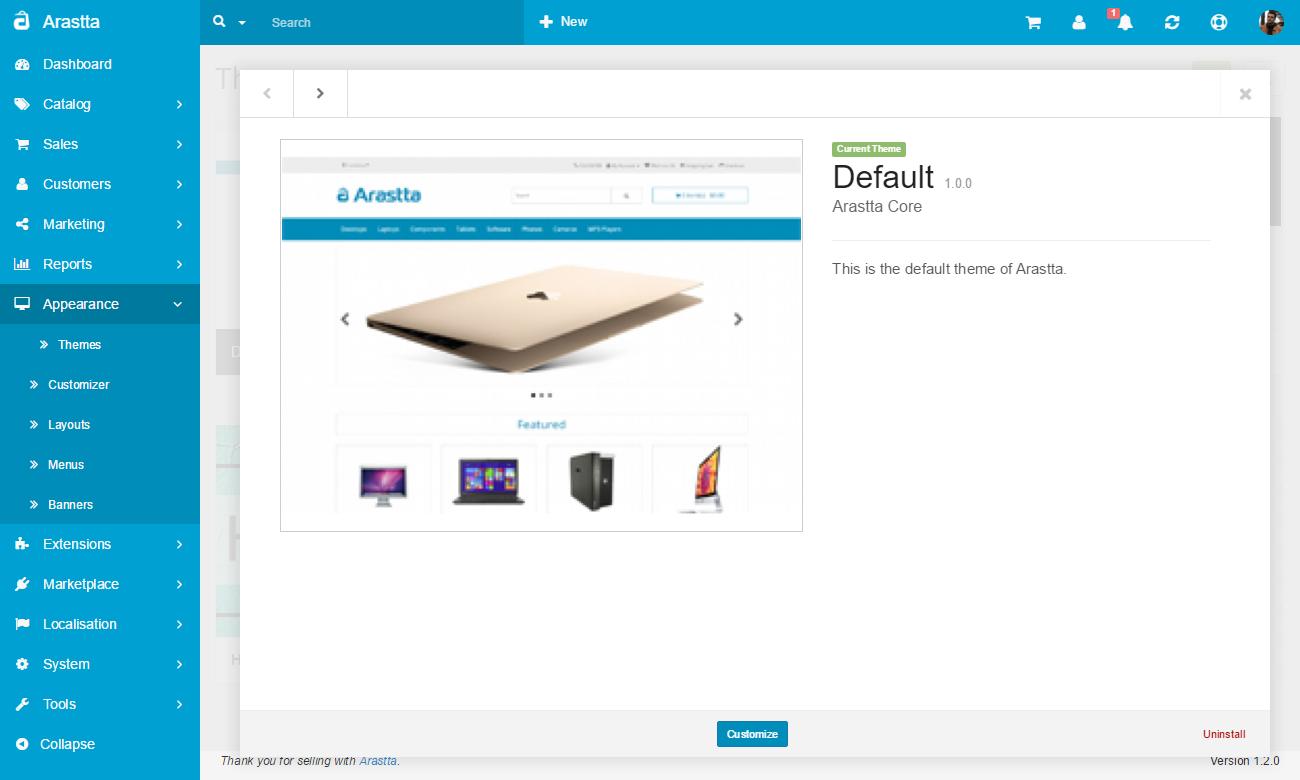 Arastta
Search
New
1
Dashboard
Catalog
Sales
Customers
Marketing
Reports
Appearance
Themes
Customizer
Layouts
Menus
Banners
Extensions
Marketplace
Localisation
System
Tools
Collapse
Th
D
H
Arastta
Search
Desktops Laptops Components Tablets Software Phones Cameras MP3 Players
Featured
Current Theme
Default 1.0.0
Arastta Core
This is the default theme of Arastta.
Customize
Uninstall
Thank you for selling with Arastta.
Version 1.2.0